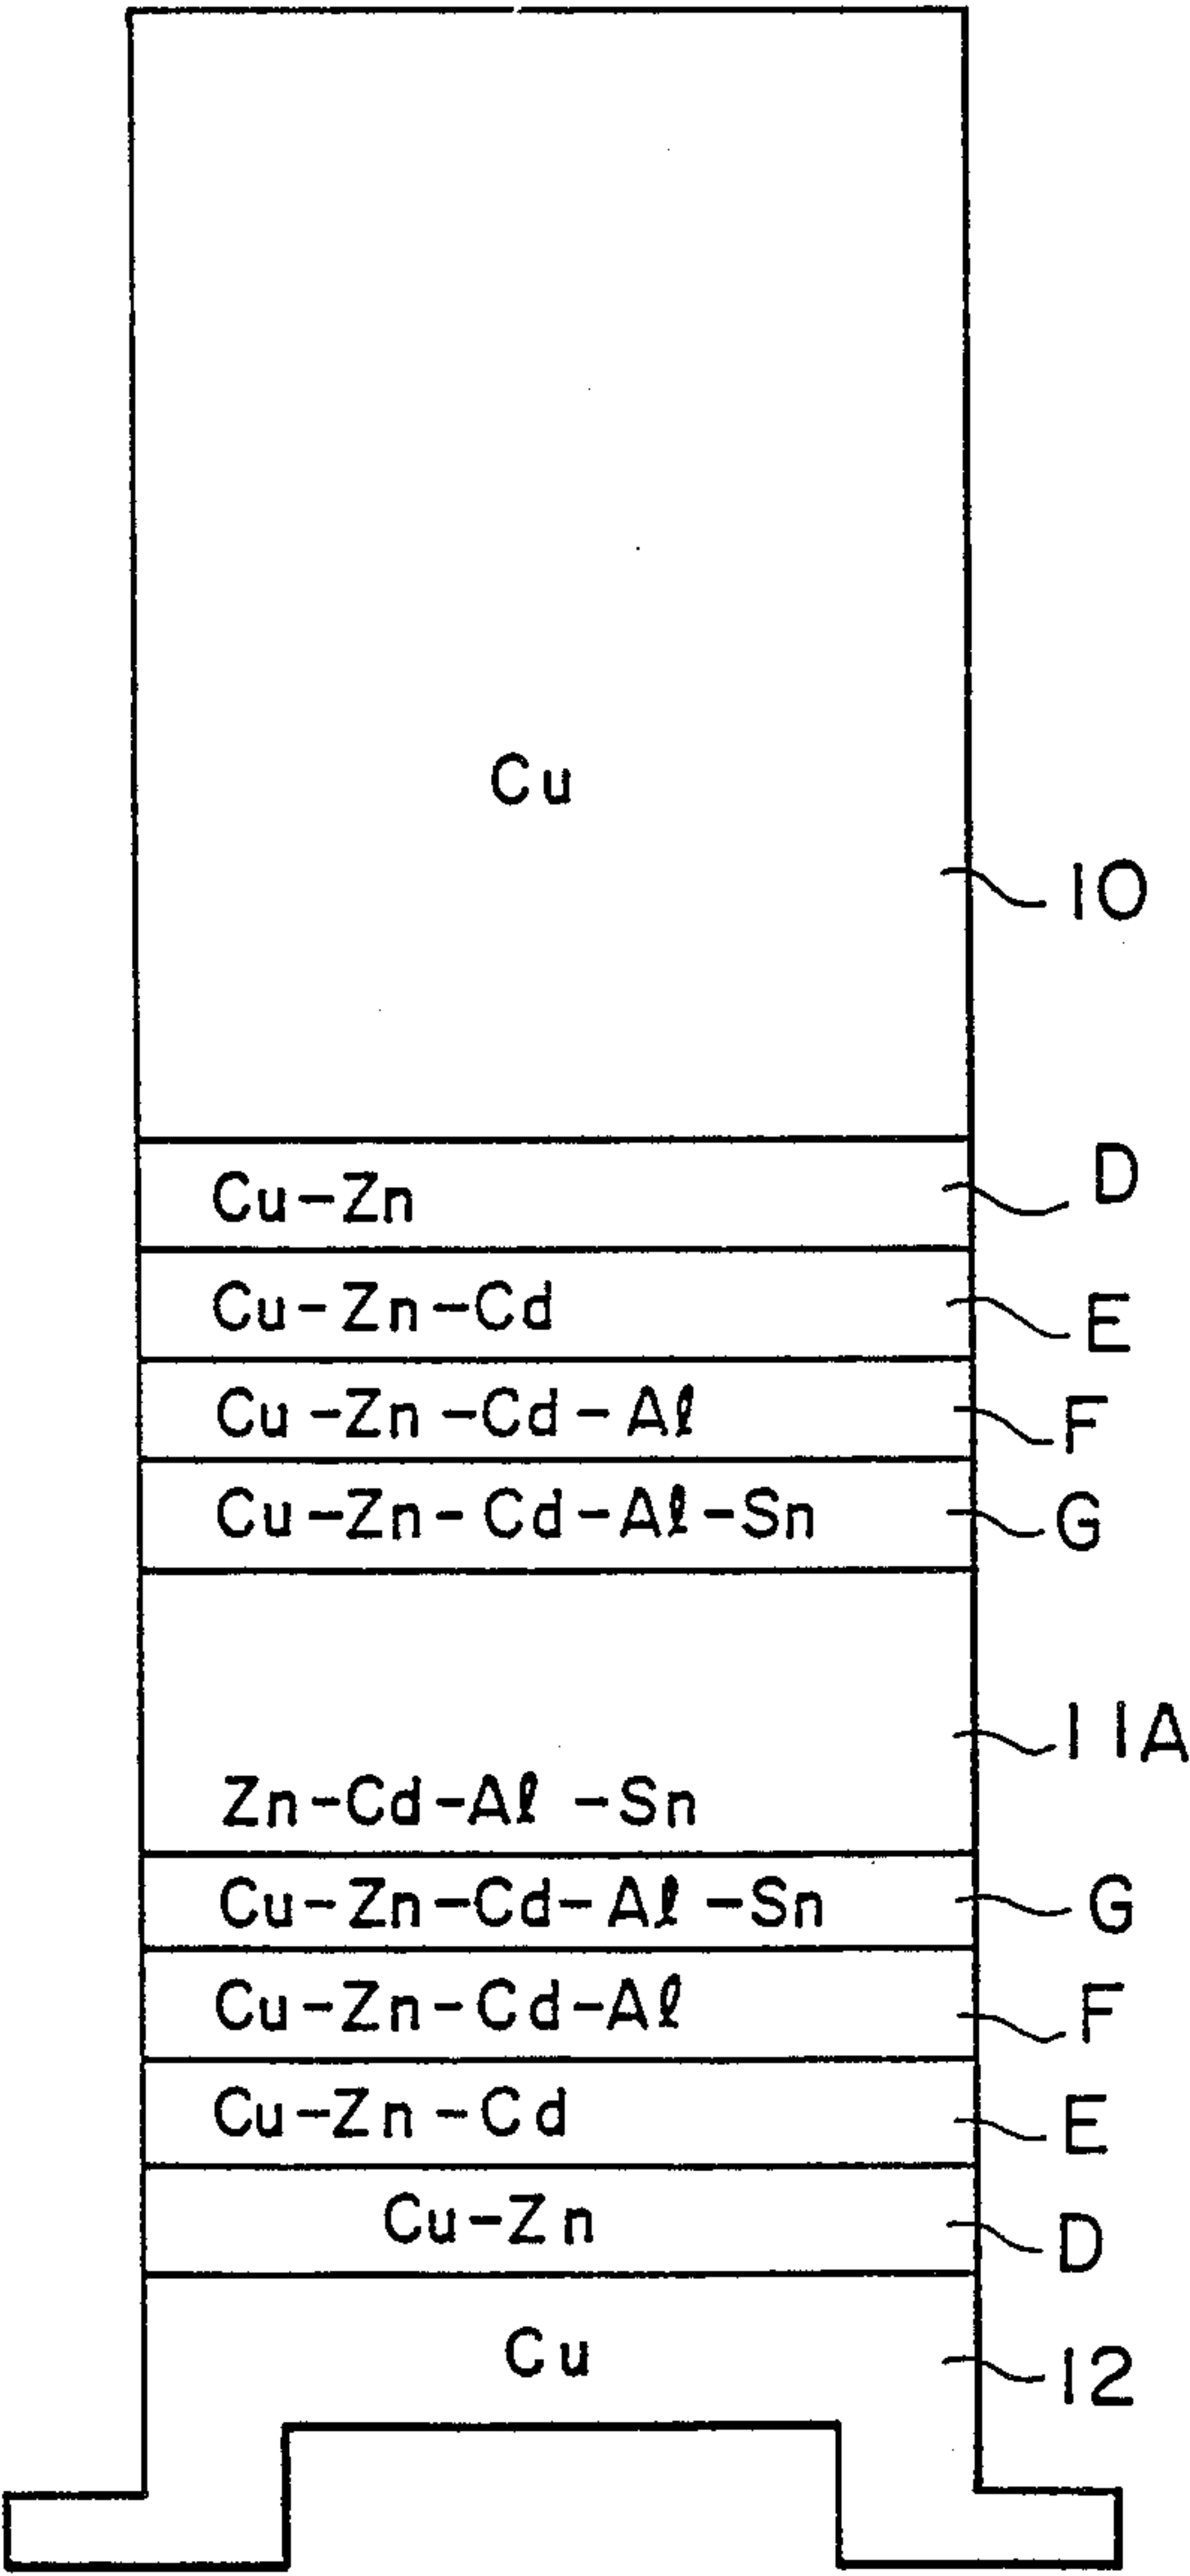 Cu
10
Cu-Zn
D
Cu-Zn-Cd
E
Cu-Zn-Cd-Al
F
Cu-Zn-Cd-Al-Sn
G
11A
Zn-Cd-Al-Sn
Cu-Zn-Cd-Al-Sn
G
Cu-Zn-Cd-Al
F
Cu-Zn-Cd
E
Cu-Zn
D
Cu
12